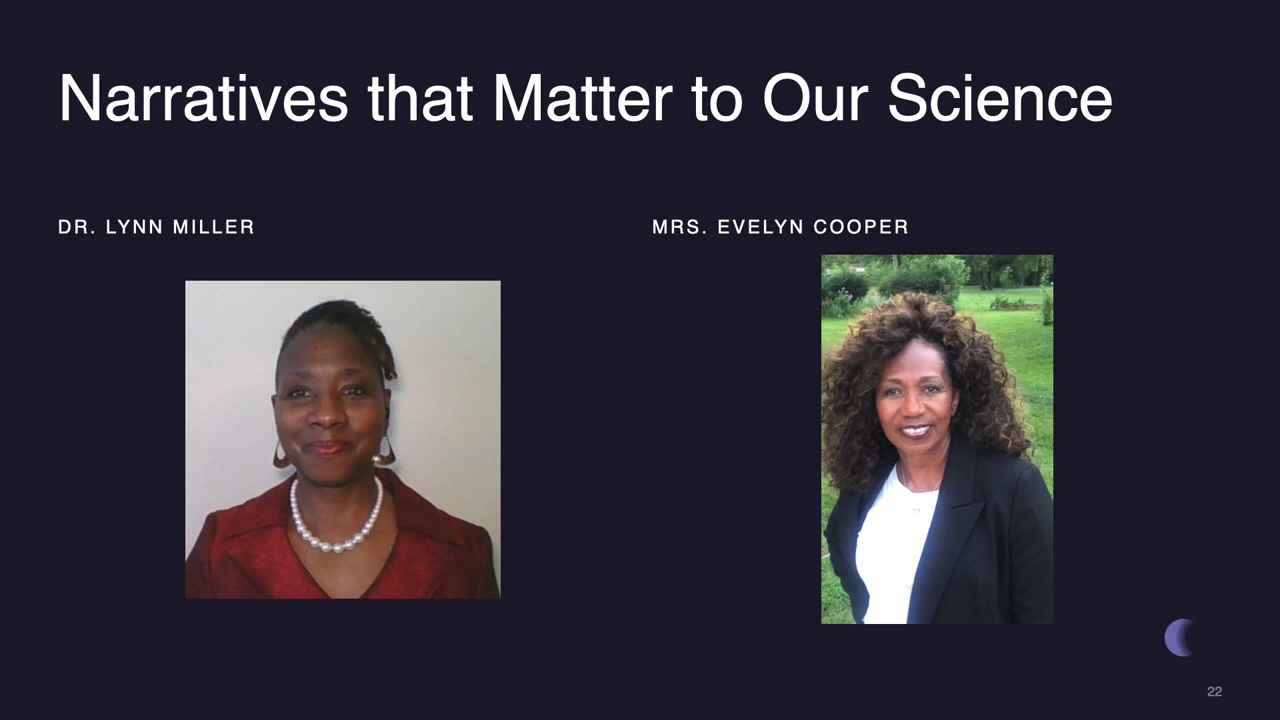 Narratives that Matter to Our Science
DR. LYNN MILLER
MRS. EVELYN COOPER
22